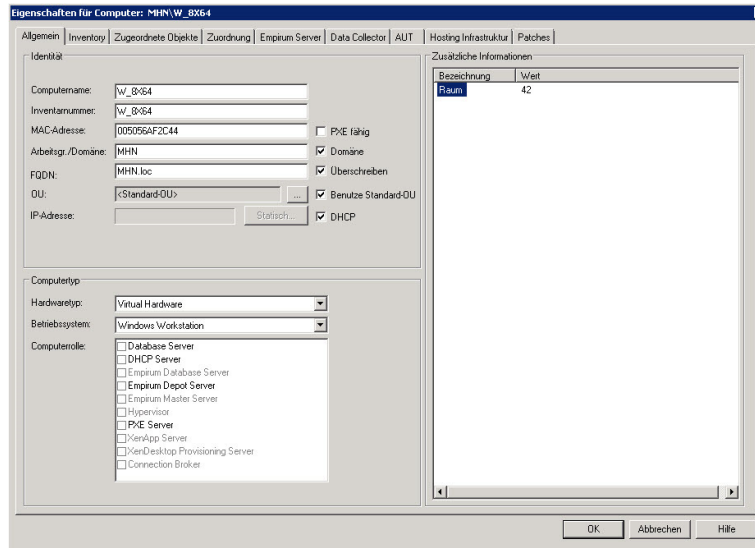 Eigenschaften für Computer: MHN\W_8X64
Allgemein Inventory Zugeordnete Objekte Zuordnung Empirum Server Data Collector AUT Hosting Infrastruktur Patches
Identität
Computername: W_8X64
Inventarnummer: W_8X64
MAC-Adresse: 005056AF2C44 PXE fähig
Arbeitsgr./Domäne: MHN Domäne
FQDN: MHN.loc Überschreiben
OU: <Standard-OU> ... Benutze Standard-OU
IP-Adresse: Statisch... DHCP
Computertyp
Hardwaretyp: Virtual Hardware
Betriebssystem: Windows Workstation
Computerrolle: Database Server
DHCP Server
Empirum Database Server
Empirum Depot Server
Empirum Master Server
Hypervisor
PXE Server
XenApp Server
XenDesktop Provisioning Server
Connection Broker
Zusätzliche Informationen
Bezeichnung Wert
Raum 42
OK Abbrechen Hilfe